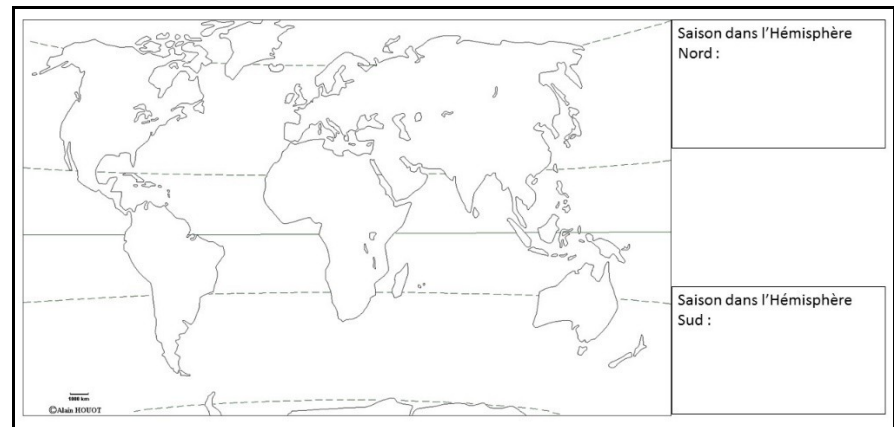 Saison dans l'Hémisphère
Nord :
Saison dans l'Hémisphère
Sud :
1000 km
©Alain HOUOT